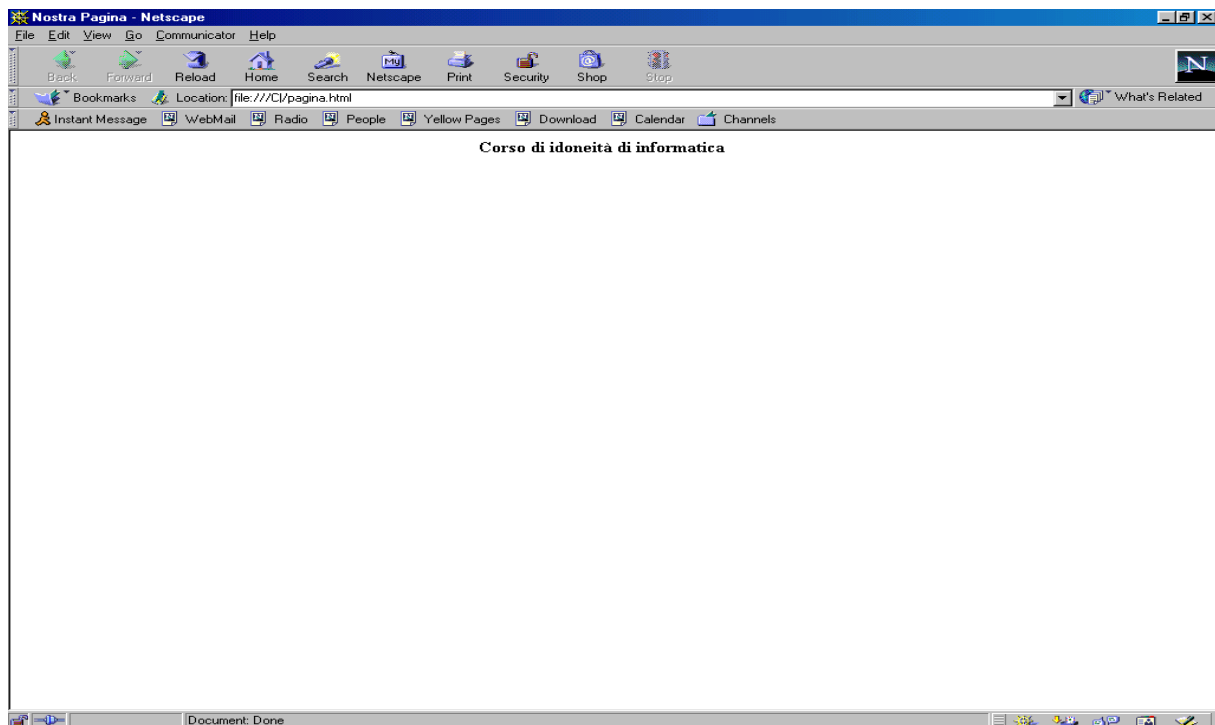 Nostra Pagina - Netscape
File Edit View Go Communicator Help
Back Forward Reload Home Search Netscape Print Security Shop Stop
My
N
Bookmarks Location: file:///C|/pagina.html What's Related
Instant Message WebMail Radio People Yellow Pages Download Calendar Channels
Corso di idoneità di informatica
Document: Done